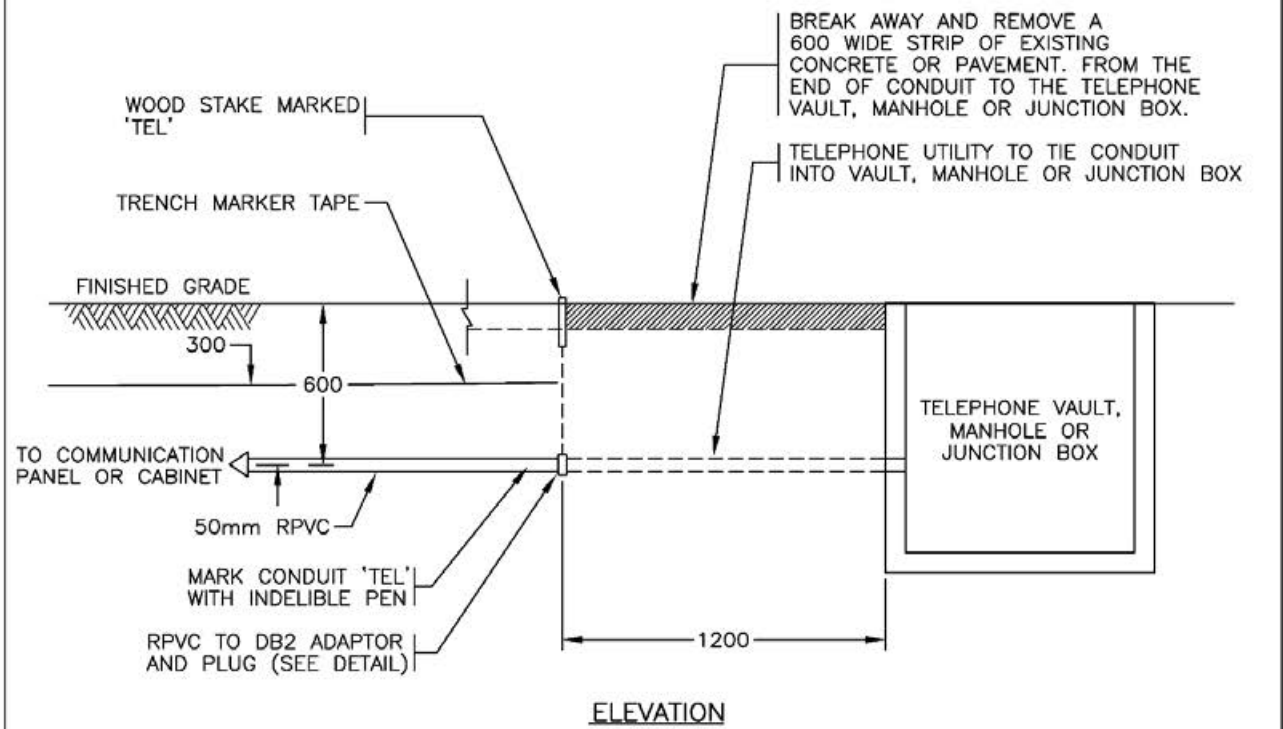 BREAK AWAY AND REMOVE A
600 WIDE STRIP OF EXISTING
CONCRETE OR PAVEMENT. FROM THE
END OF CONDUIT TO THE TELEPHONE
VAULT, MANHOLE OR JUNCTION BOX.
WOOD STAKE MARKED
'TEL'
TELEPHONE UTILITY TO TIE CONDUIT
INTO VAULT, MANHOLE OR JUNCTION BOX
TRENCH MARKER TAPE
FINISHED GRADE
300
600
TELEPHONE VAULT,
MANHOLE OR
JUNCTION BOX
TO COMMUNICATION
PANEL OR CABINET
50mm RPVC
MARK CONDUIT 'TEL'
WITH INDELIBLE PEN
RPVC TO DB2 ADAPTOR
AND PLUG (SEE DETAIL)
1200
ELEVATION